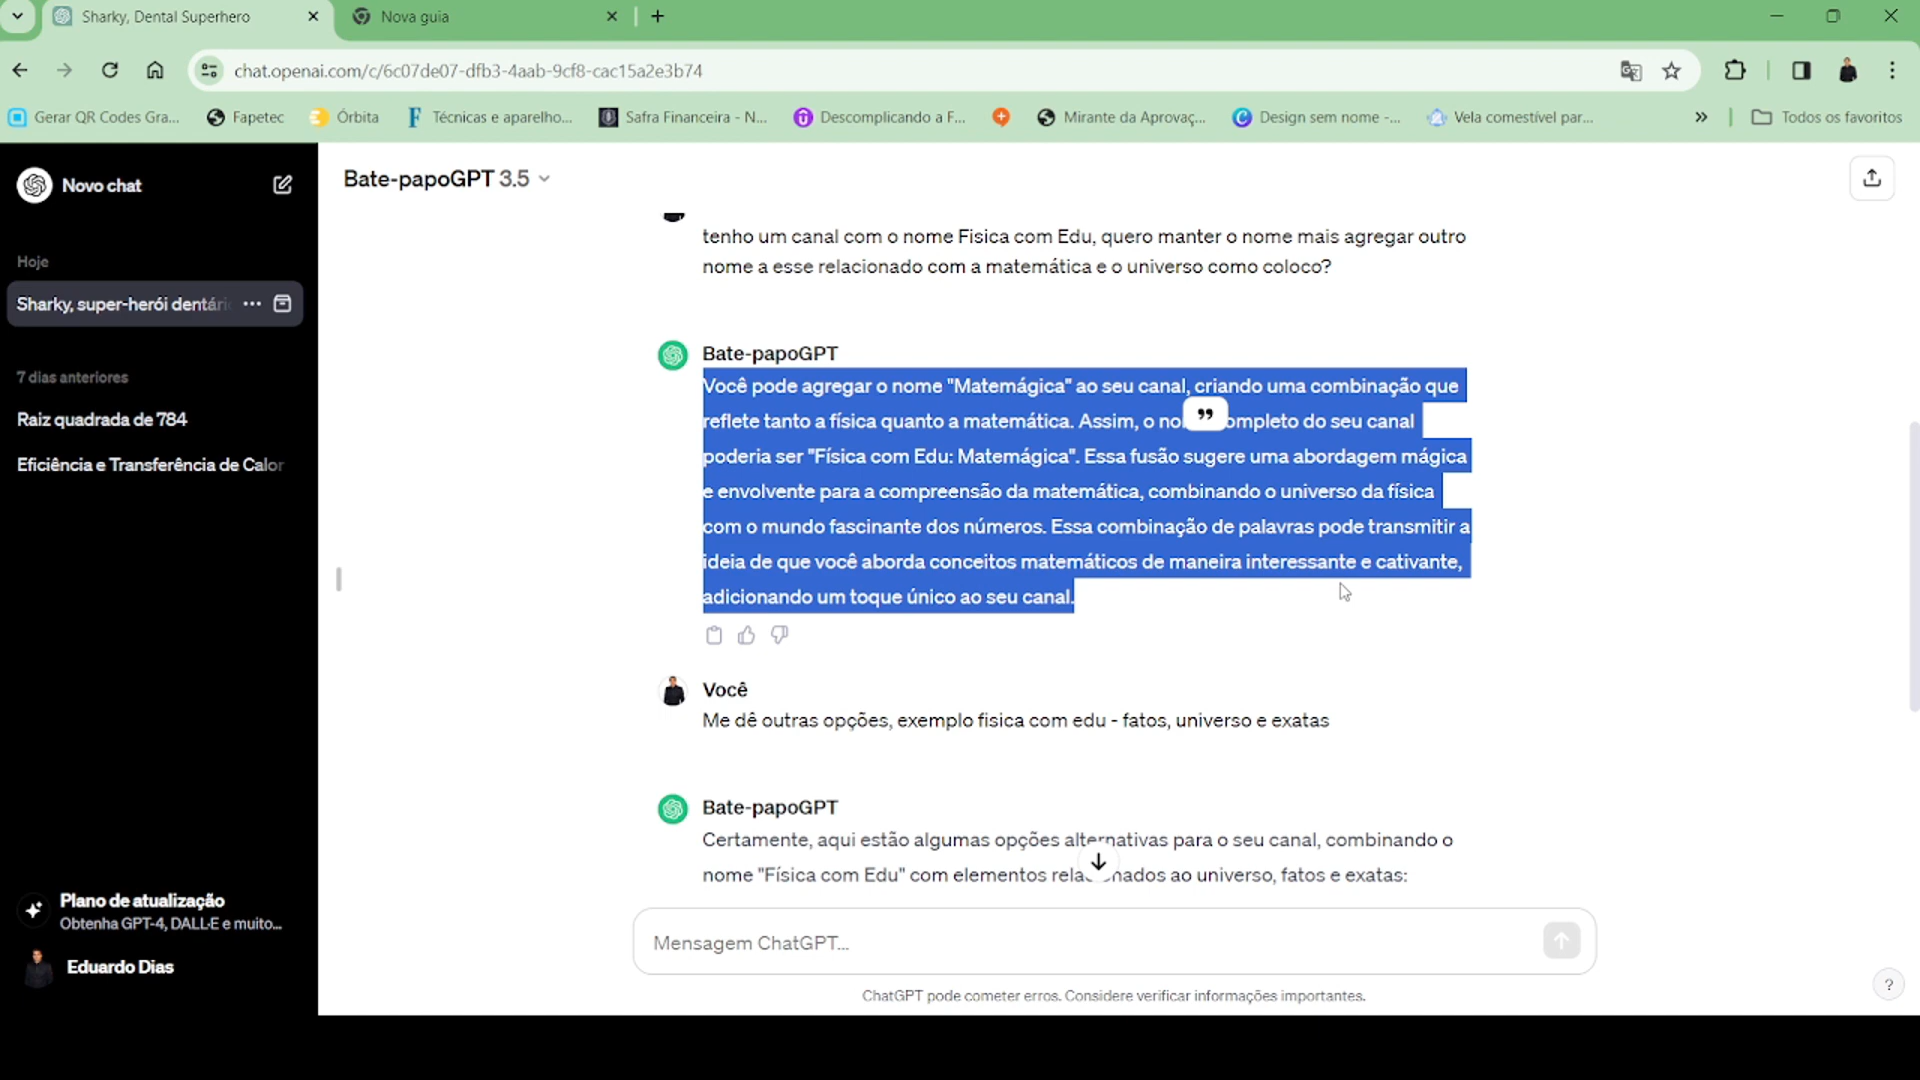 Sharky, Dental Superhero
Nova guia
chat.openai.com/c/6c07de07-dfb3-4aab-9cf8-cac15a2e3b74
Gerar QR Codes Gra...
Fapetec
Órbita
Técnicas e aparelho...
Safra Financeira - N...
Descomplicando a F...
Mirante da Aprovaç...
Design sem nome -...
Vela comestível par...
Todos os favoritos
Novo chat
Hoje
Sharky, super-herói dentári
7 dias anteriores
Raiz quadrada de 784
Eficiência e Transferência de Calor
Plano de atualização
Obtenha GPT-4, DALL·E e muito...
Eduardo Dias
Bate-papoGPT 3.5
tenho um canal com o nome Fisica com Edu, quero manter o nome mais agregar outro
nome a esse relacionado com a matemática e o universo como coloco?
Bate-papoGPT
Você pode agregar o nome "Matemágica" ao seu canal, criando uma combinação que
reflete tanto a física quanto a matemática. Assim, o no ompleto do seu canal
poderia ser "Física com Edu: Matemágica". Essa fusão sugere uma abordagem mágica
e envolvente para a compreensão da matemática, combinando o universo da física
com o mundo fascinante dos números. Essa combinação de palavras pode transmitir a
ideia de que você aborda conceitos matemáticos de maneira interessante e cativante,
adicionando um toque único ao seu canal.
Você
Me dê outras opções, exemplo fisica com edu - fatos, universo e exatas
Bate-papoGPT
Certamente, aqui estão algumas opções alternativas para o seu canal, combinando o
nome "Física com Edu" com elementos relacionados ao universo, fatos e exatas:
Mensagem ChatGPT...
ChatGPT pode cometer erros. Considere verificar informações importantes.
?